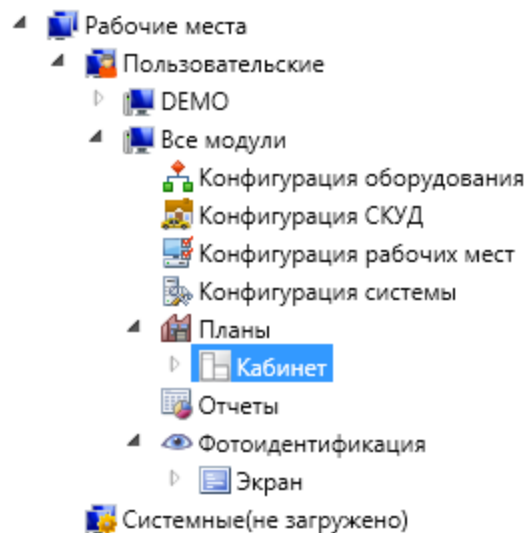 Рабочие места
Пользовательские
DEMO
Все модули
Конфигурация оборудования
Конфигурация СКУД
Конфигурация рабочих мест
Конфигурация системы
Планы
Кабинет
Отчеты
Фотоидентификация
Экран
Системные(не загружено)